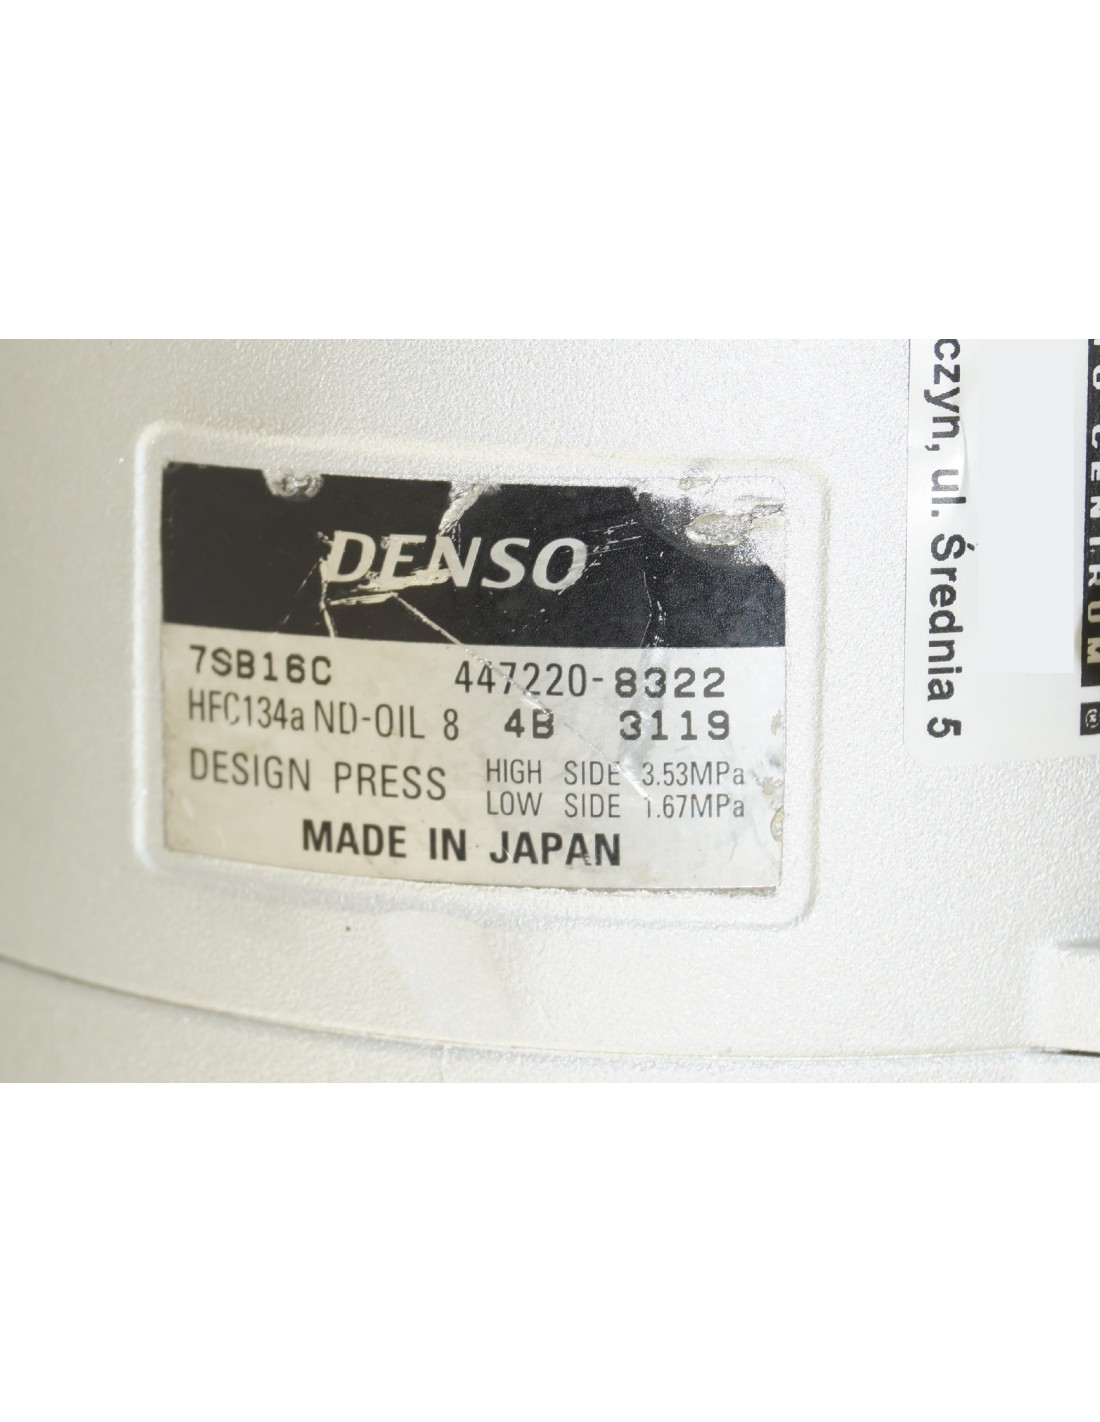 DENSO
7SB16C 447220-8322
HFC134a ND-OIL 8 4B 3119
DESIGN PRESS HIGH SIDE 3.53MPa
LOW SIDE 1.67MPa
MADE IN JAPAN
czyn, ul. Średnia 5
CENTRUM